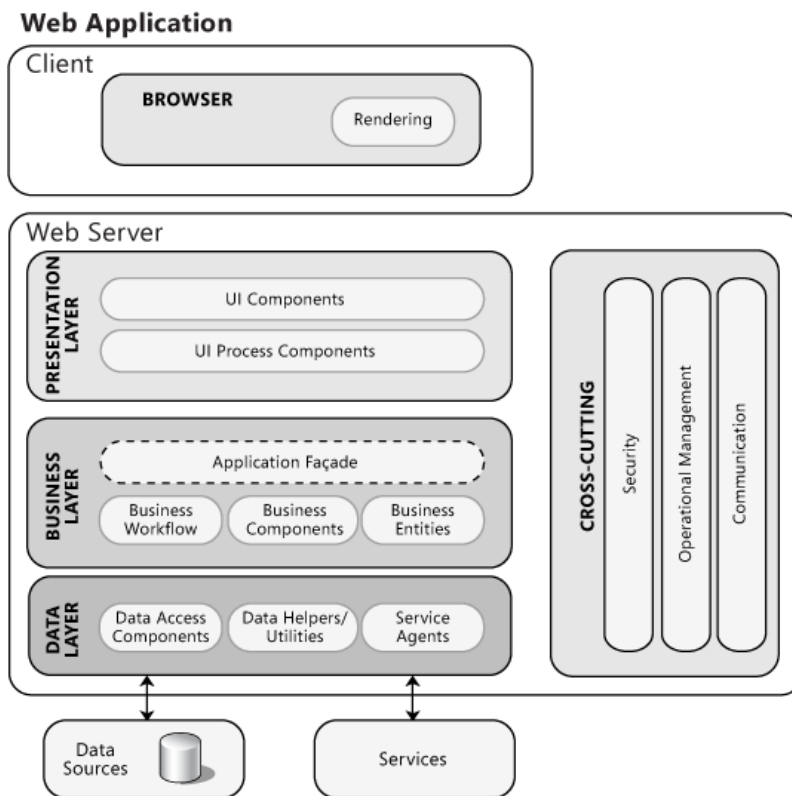 Web Application
Client
BROWSER
Rendering
Web Server
PRESENTATION
LAYER
UI Components
UI Process Components
BUSINESS
LAYER
Application Façade
Business
Workflow
Business
Components
Business
Entities
DATA
LAYER
Data Access
Components
Data Helpers/
Utilities
Service
Agents
CROSS-CUTTING
Security
Operational Management
Communication
Data
Sources
Services